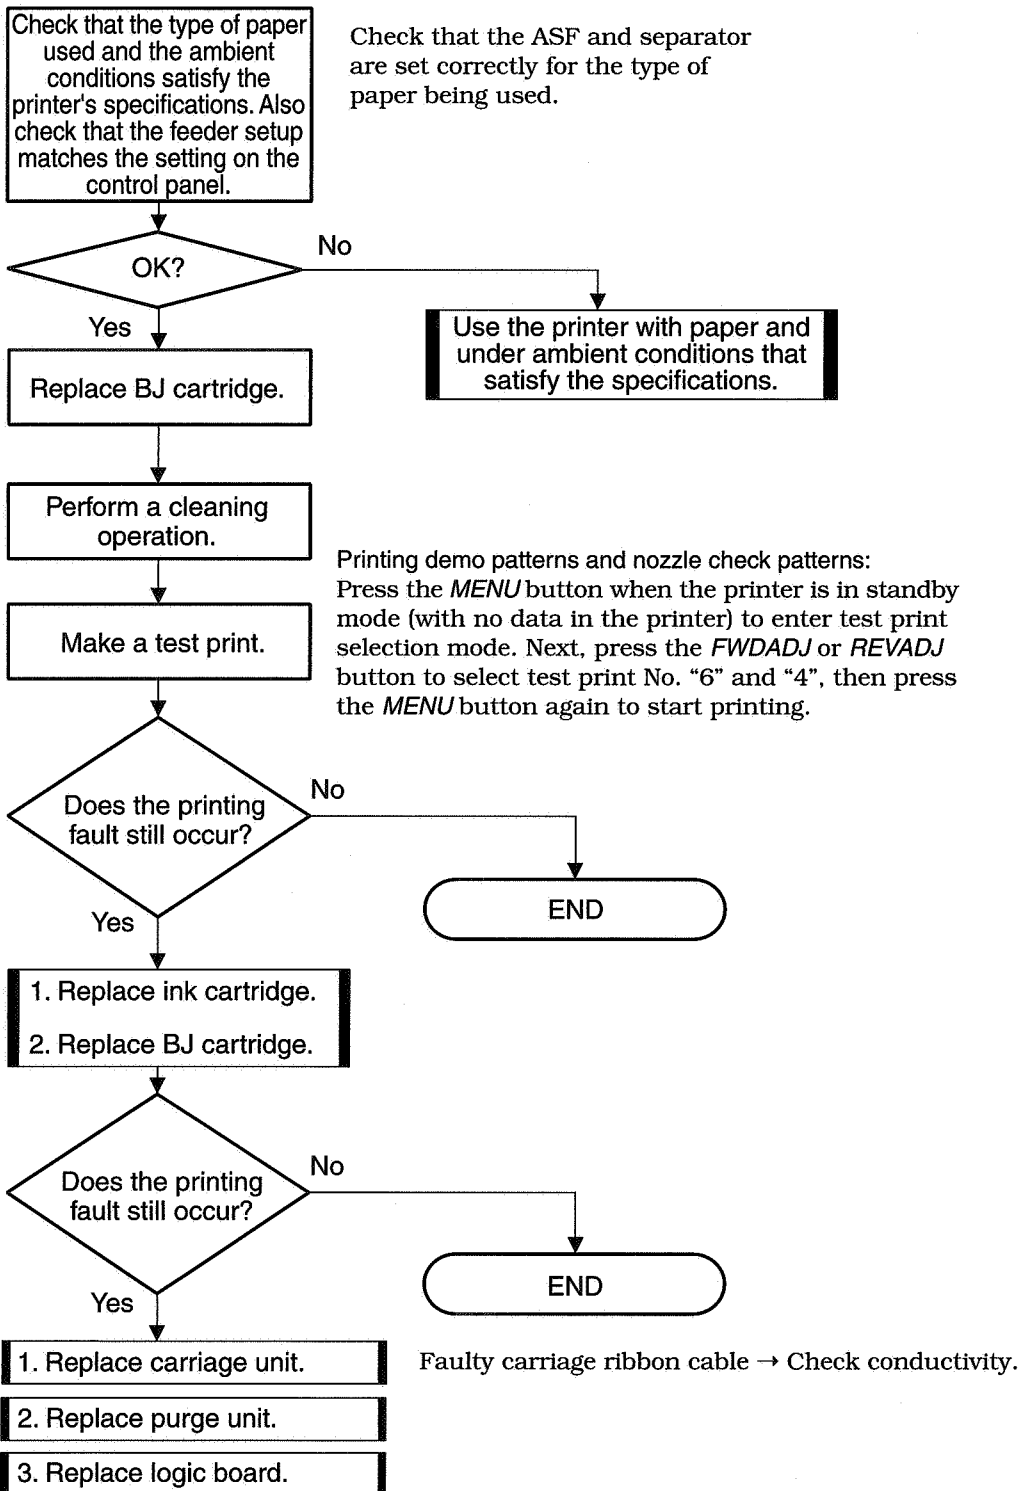 Check that the type of paper
used and the ambient
conditions satisfy the
printer's specifications. Also
check that the feeder setup
matches the setting on the
control panel.
Check that the ASF and separator
are set correctly for the type of
paper being used.
OK?
No
Yes
Use the printer with paper and
under ambient conditions that
satisfy the specifications.
Replace BJ cartridge.
Perform a cleaning
operation.
Make a test print.
Printing demo patterns and nozzle check patterns:
Press the MENU button when the printer is in standby
mode (with no data in the printer) to enter test print
selection mode. Next, press the FWDADJ or REVADJ
button to select test print No. “6” and “4”, then press
the MENU button again to start printing.
Does the printing
fault still occur?
No
END
Yes
1. Replace ink cartridge.
2. Replace BJ cartridge.
Does the printing
fault still occur?
No
END
Yes
1. Replace carriage unit.
Faulty carriage ribbon cable → Check conductivity.
2. Replace purge unit.
3. Replace logic board.